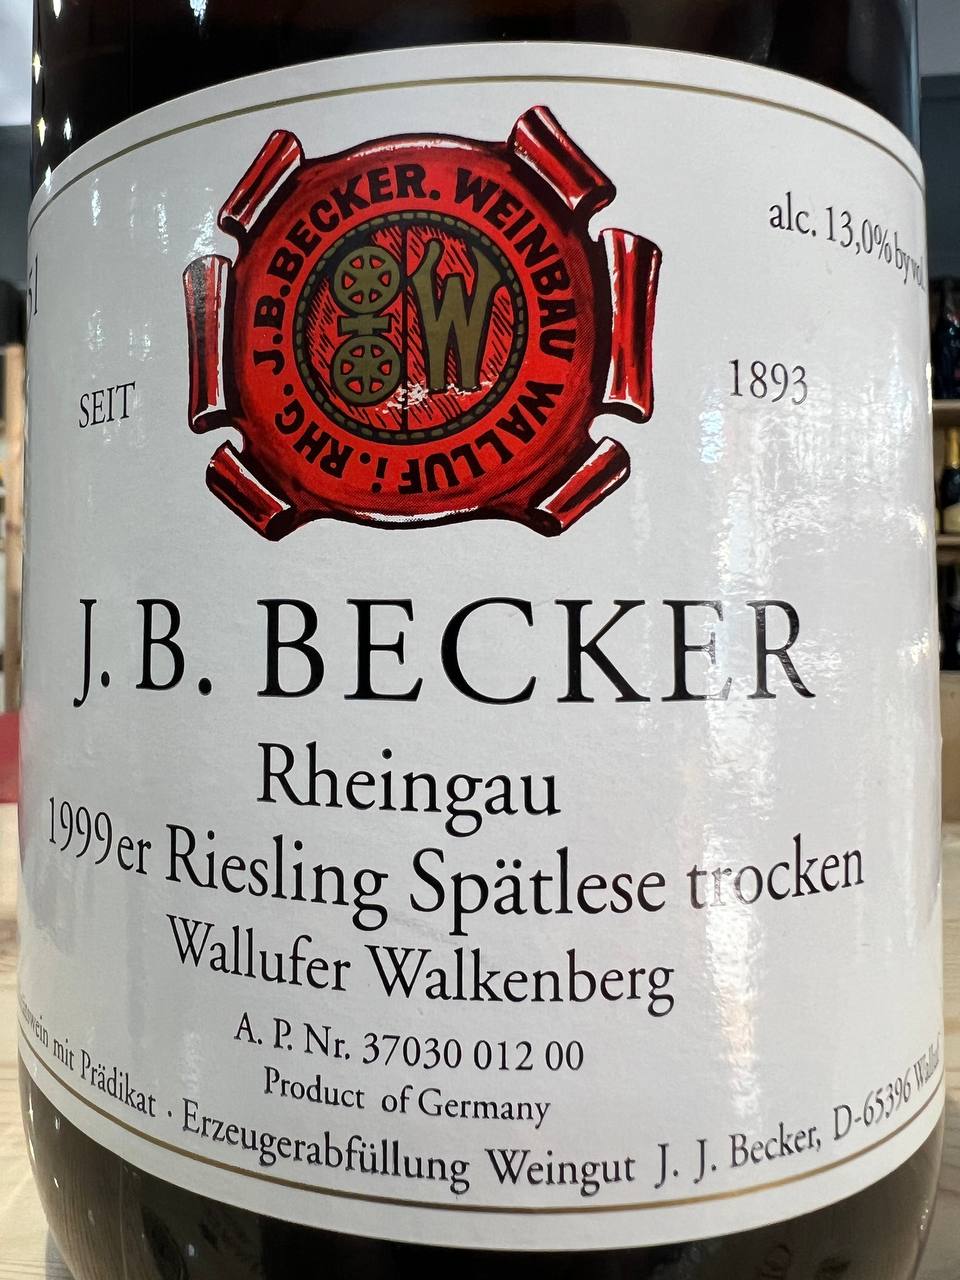 J.B.BECKER. WEINBAU WALLUF i. RHG.
W
alc. 13,0% by vol.
SEIT 1893
J. B. BECKER
Rheingau
1999er Riesling Spätlese trocken
Wallufer Walkenberg
A. P. Nr. 37030 012 00
Product of Germany
mit Prädikat · Erzeugerabfüllung Weingut J. J. Becker, D-65396 Walluf